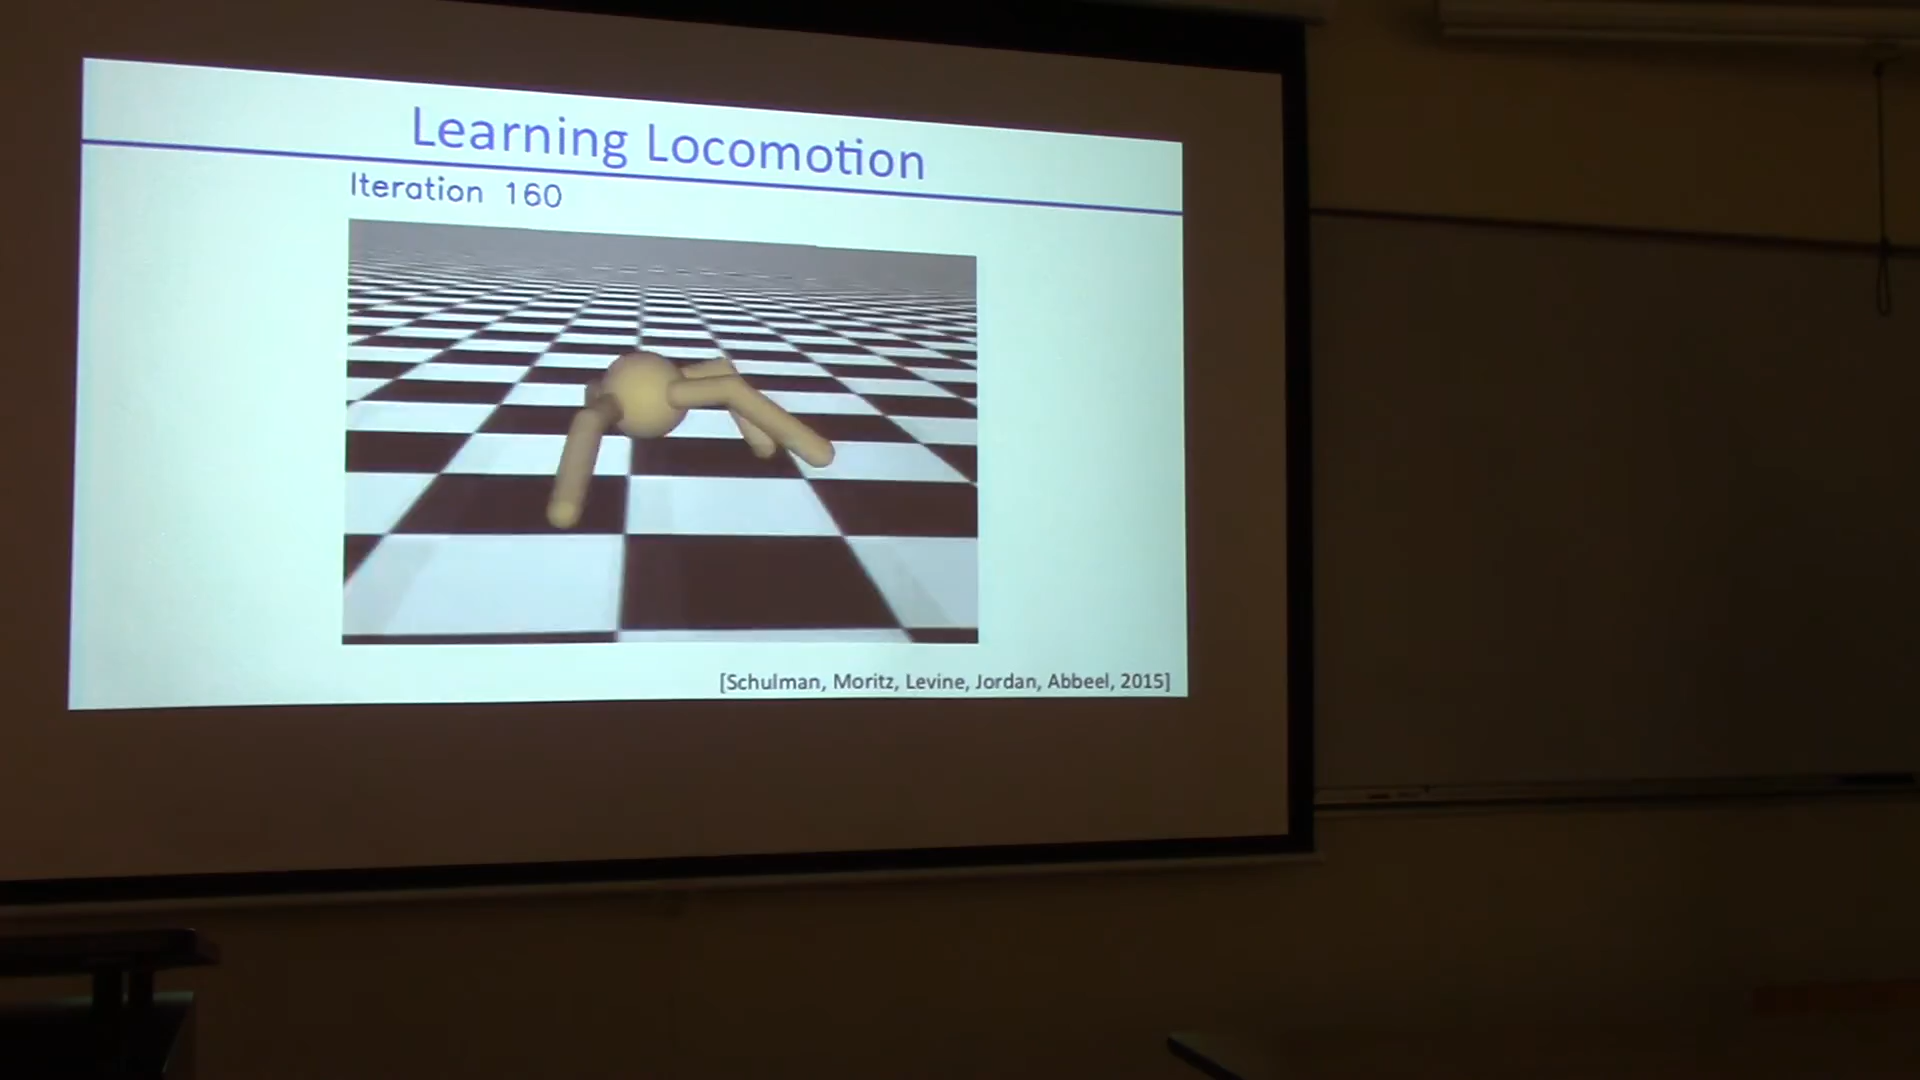 Learning Locomotion
Iteration 160
[Schulman, Moritz, Levine, Jordan, Abbeel, 2015]